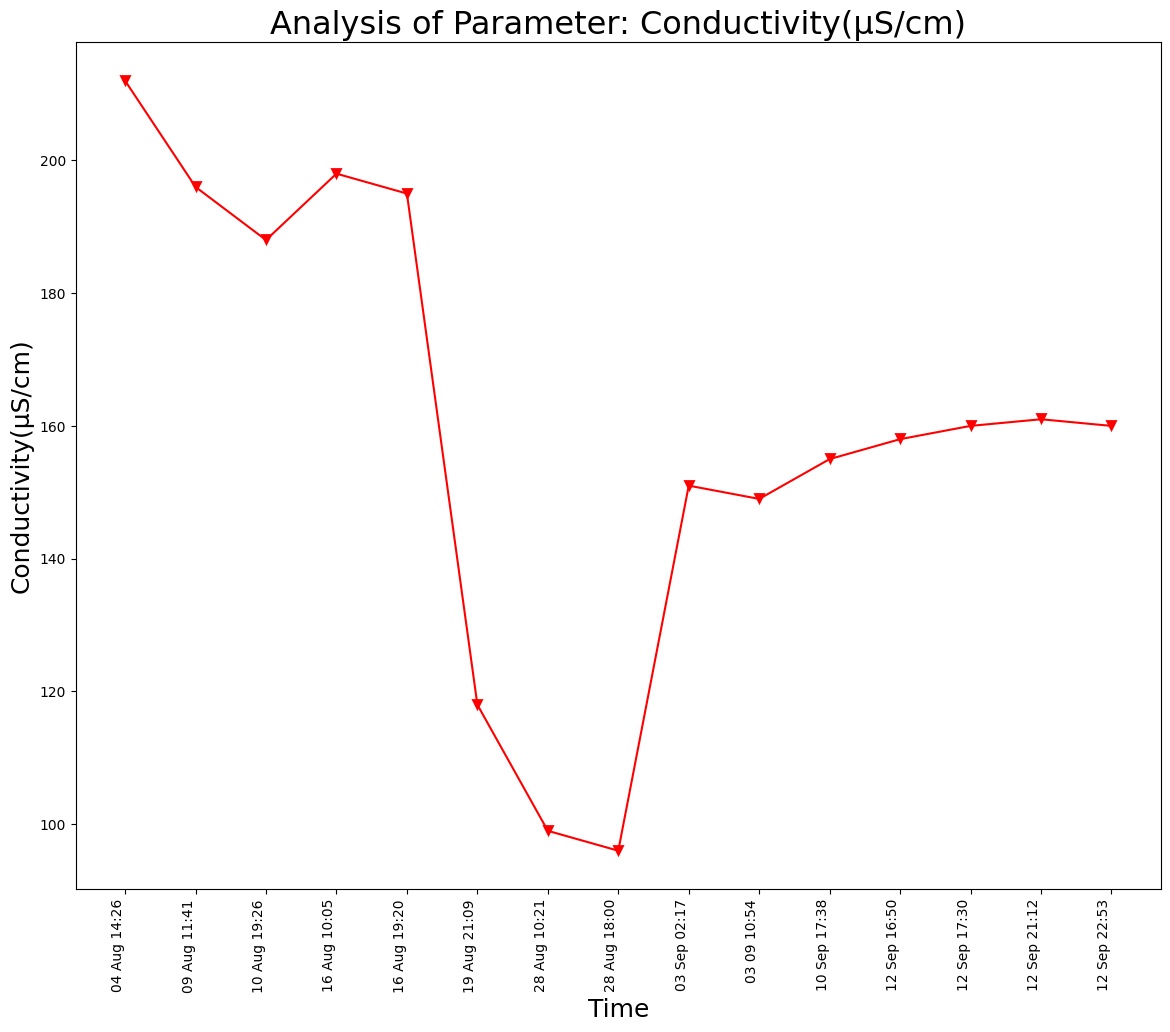 Analysis of Parameter: Conductivity(µS/cm)
Conductivity(µS/cm)
200
180
160
140
120
100
04 Aug 14:26
09 Aug 11:41
10 Aug 19:26
16 Aug 10:05
16 Aug 19:20
19 Aug 21:09
28 Aug 10:21
28 Aug 18:00
03 Sep 02:17
03 09 10:54
10 Sep 17:38
12 Sep 16:50
12 Sep 17:30
12 Sep 21:12
12 Sep 22:53
Time